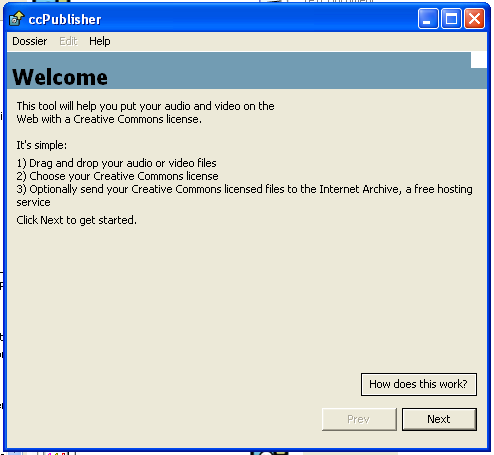 ccPublisher
Dossier Edit Help
Welcome
This tool will help you put your audio and video on the
Web with a Creative Commons license.
It's simple:
1) Drag and drop your audio or video files
2) Choose your Creative Commons license
3) Optionally send your Creative Commons licensed files to the Internet Archive, a free hosting
service
Click Next to get started.
How does this work?
Prev Next